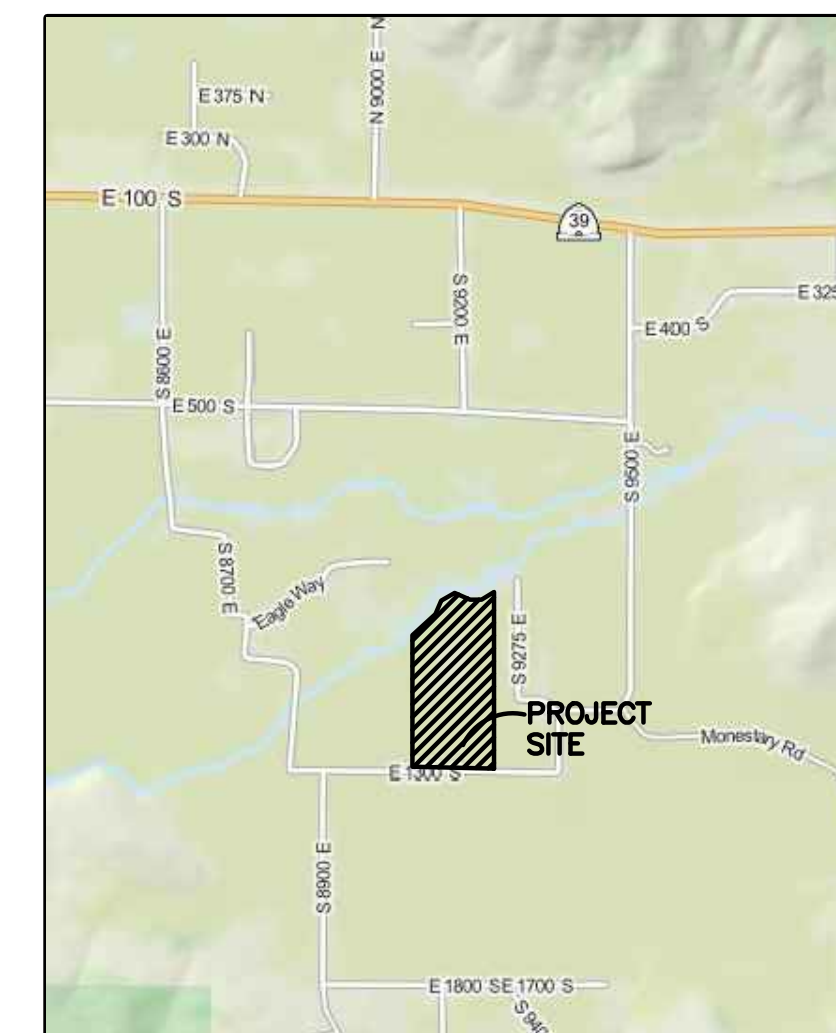 N 9000 E N
E 375 N
E 300 N
E 100 S
39
S 9200 E
E 325
E 400 S
S 8600 E
E 500 S
S 9500 E
S 8700 E
Eagle Way
S 9275 E
PROJECT
SITE
Monestary Rd
E 1300 S
S 8900 E
E 1800 S E 1700 S
S 940